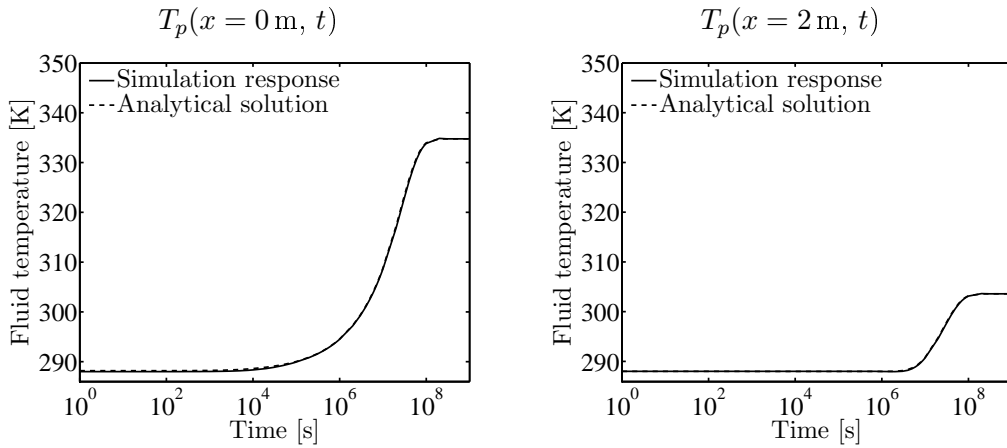 T_p(x = 0 m, t)
350
340
330
320
310
300
290
Fluid temperature [K]
Simulation response
Analytical solution
10^0 10^2 10^4 10^6 10^8
Time [s]
T_p(x = 2 m, t)
350
340
330
320
310
300
290
Fluid temperature [K]
Simulation response
Analytical solution
10^0 10^2 10^4 10^6 10^8
Time [s]